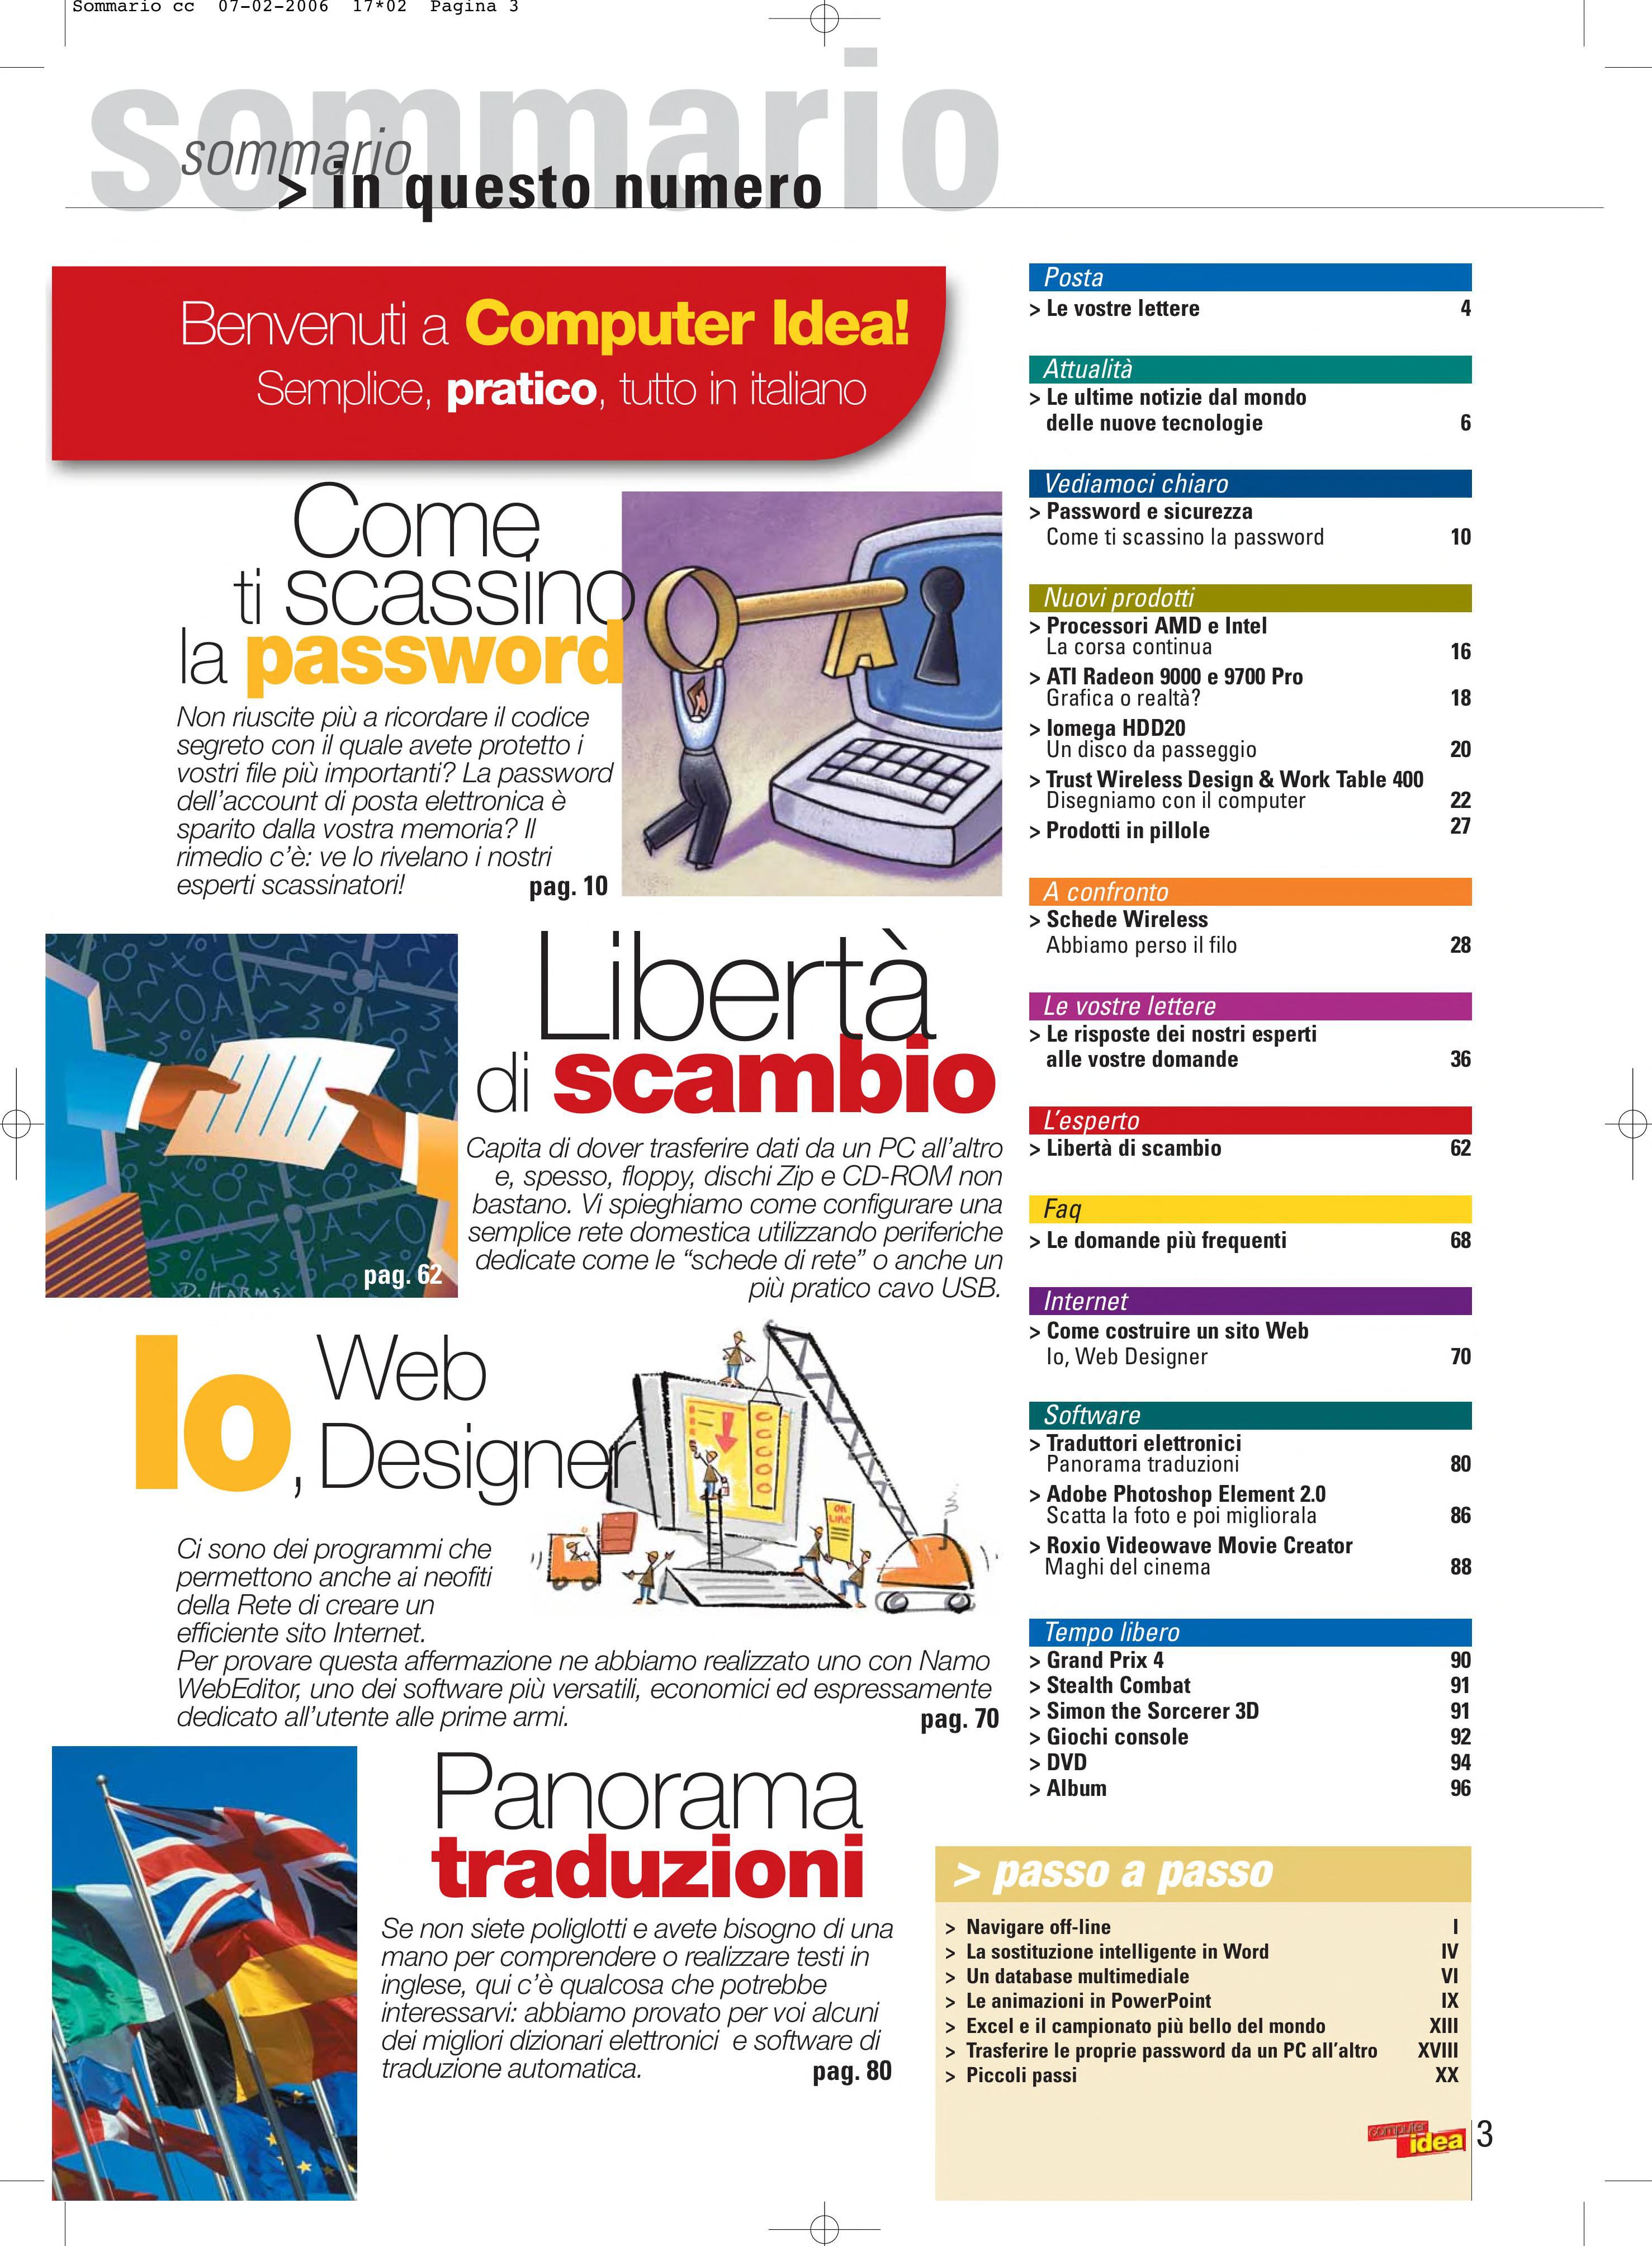 Sommario cc 07-02-2006 17*02 Pagina 3
sommario
sommario
> in questo numero
Benvenuti a Computer Idea!
Semplice, pratico, tutto in italiano
Come
ti scassino
la password
Non riuscite più a ricordare il codice
segreto con il quale avete protetto i
vostri file più importanti? La password
dell'account di posta elettronica è
sparito dalla vostra memoria? Il
rimedio c'è: ve lo rivelano i nostri
esperti scassinatori! pag. 10
Libertà
di scambio
Capita di dover trasferire dati da un PC all'altro
e, spesso, floppy, dischi Zip e CD-ROM non
bastano. Vi spieghiamo come configurare una
semplice rete domestica utilizzando periferiche
dedicate come le "schede di rete" o anche un
più pratico cavo USB.
pag. 62
D. HARMS
Io, Web
Designer
ON
LINE
Ci sono dei programmi che
permettono anche ai neofiti
della Rete di creare un
efficiente sito Internet.
Per provare questa affermazione ne abbiamo realizzato uno con Namo
WebEditor, uno dei software più versatili, economici ed espressamente
dedicato all'utente alle prime armi. pag. 70
Panorama
traduzioni
Se non siete poliglotti e avete bisogno di una
mano per comprendere o realizzare testi in
inglese, qui c'è qualcosa che potrebbe
interessarvi: abbiamo provato per voi alcuni
dei migliori dizionari elettronici e software di
traduzione automatica. pag. 80
Posta
> Le vostre lettere 4
Attualità
> Le ultime notizie dal mondo
delle nuove tecnologie 6
Vediamoci chiaro
> Password e sicurezza
Come ti scassino la password 10
Nuovi prodotti
> Processori AMD e Intel
La corsa continua 16
> ATI Radeon 9000 e 9700 Pro
Grafica o realtà? 18
> Iomega HDD20
Un disco da passeggio 20
> Trust Wireless Design & Work Table 400
Disegniamo con il computer 22
> Prodotti in pillole 27
A confronto
> Schede Wireless
Abbiamo perso il filo 28
Le vostre lettere
> Le risposte dei nostri esperti
alle vostre domande 36
L'esperto
> Libertà di scambio 62
Faq
> Le domande più frequenti 68
Internet
> Come costruire un sito Web
Io, Web Designer 70
Software
> Traduttori elettronici
Panorama traduzioni 80
> Adobe Photoshop Element 2.0
Scatta la foto e poi migliorala 86
> Roxio Videowave Movie Creator
Maghi del cinema 88
Tempo libero
> Grand Prix 4 90
> Stealth Combat 91
> Simon the Sorcerer 3D 91
> Giochi console 92
> DVD 94
> Album 96
> passo a passo
> Navigare off-line I
> La sostituzione intelligente in Word IV
> Un database multimediale VI
> Le animazioni in PowerPoint IX
> Excel e il campionato più bello del mondo XIII
> Trasferire le proprie password da un PC all'altro XVIII
> Piccoli passi XX
computer
idea 3